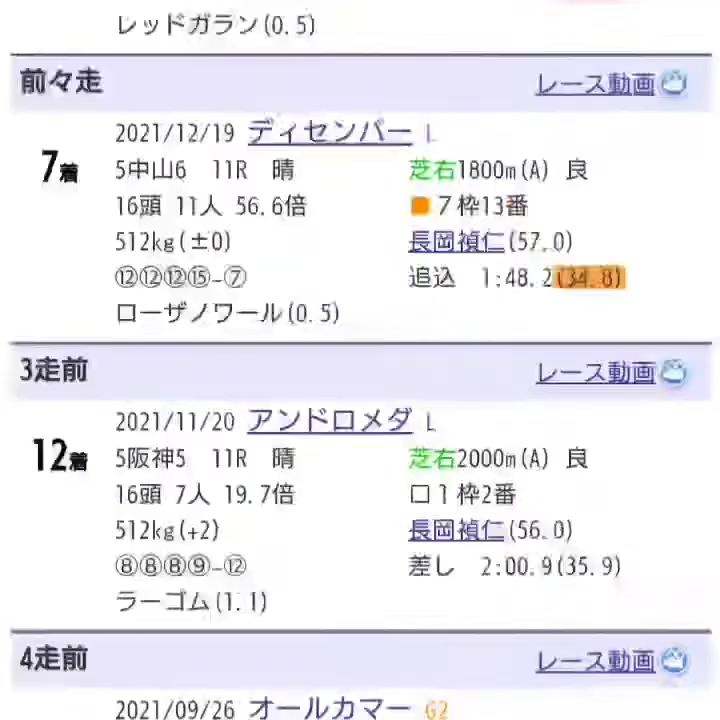 レッドガラン(0.5)
前々走 レース動画
2021/12/19 ディセンバー L
7着 5中山6 11R 晴 芝右1800m(A) 良
16頭 11人 56.6倍 7枠13番
512kg(±0) 長岡禎仁(57.0)
⑫⑫⑫⑮-⑦ 追込 1:48.2(34.8)
ローザノワール(0.5)
3走前 レース動画
2021/11/20 アンドロメダ L
12着 5阪神5 11R 晴 芝右2000m(A) 良
16頭 7人 19.7倍 1枠2番
512kg(+2) 長岡禎仁(56.0)
⑧⑧⑧⑨-⑫ 差し 2:00.9(35.9)
ラーゴム(1.1)
4走前 レース動画
2021/09/26 オールカマー G2